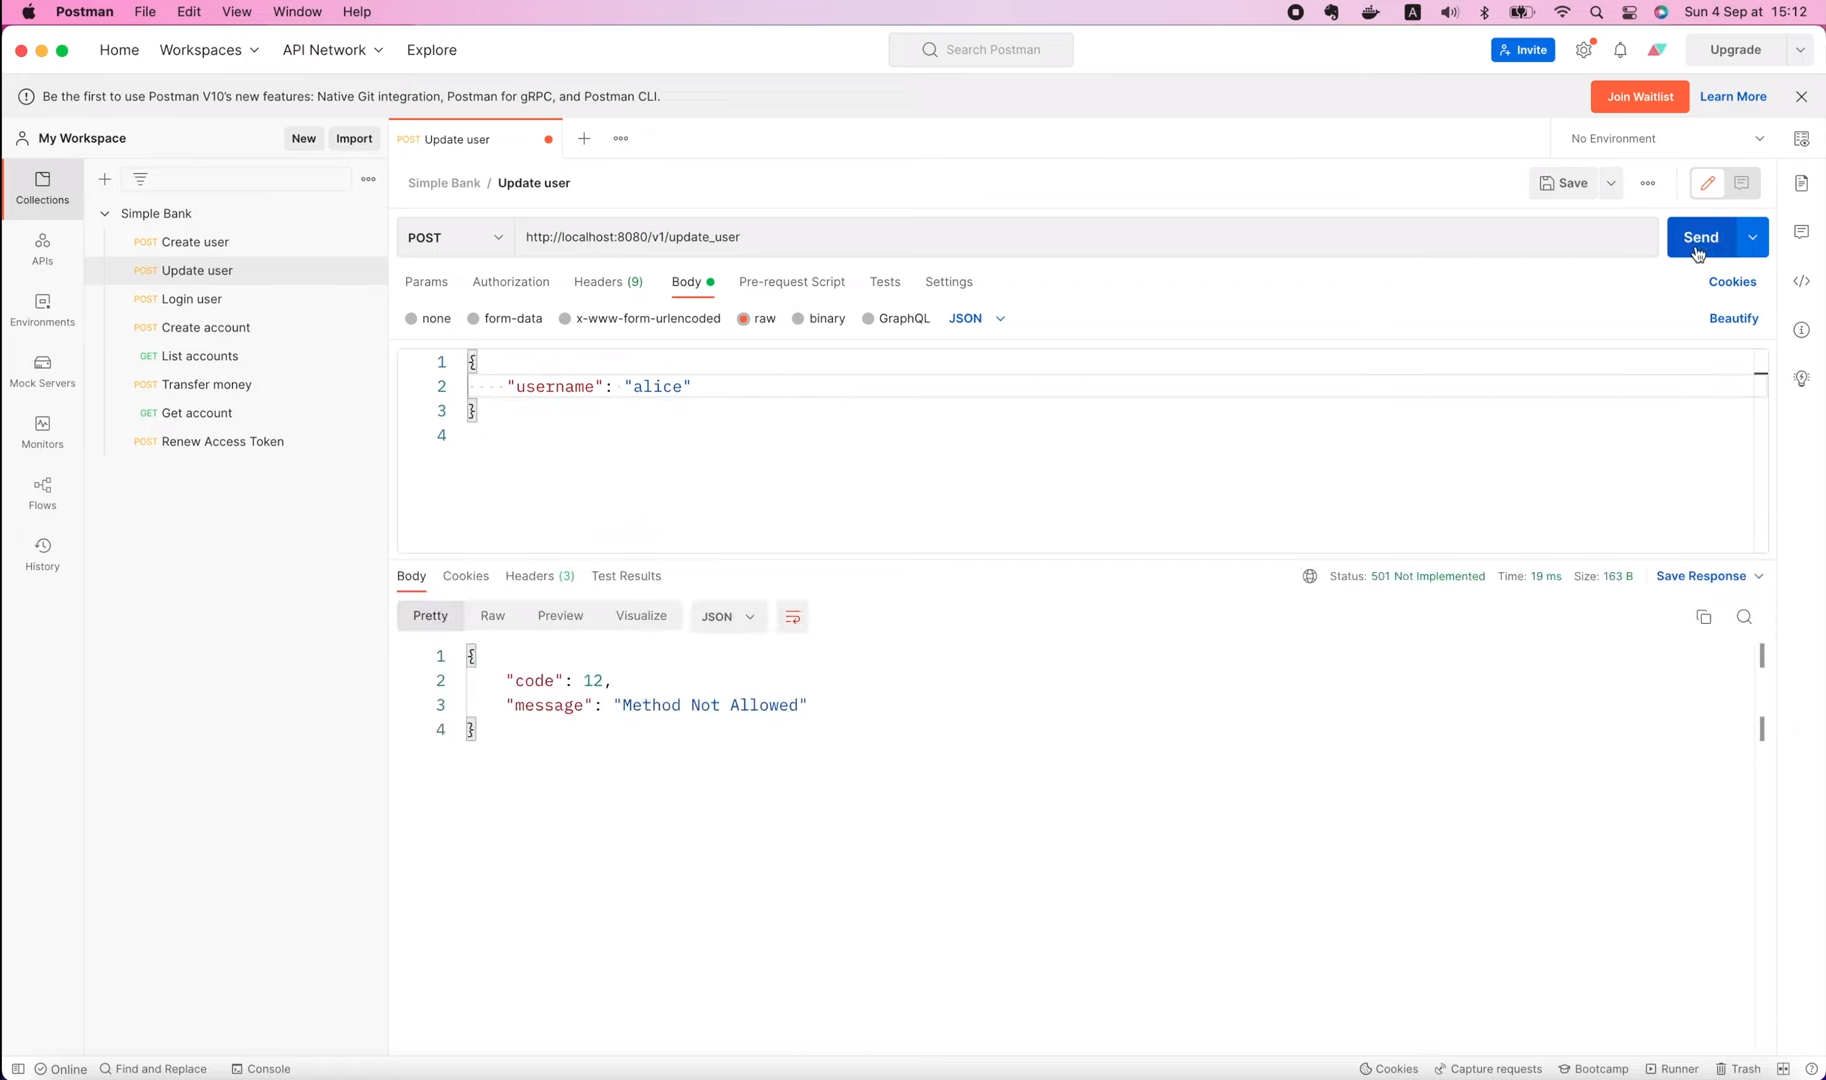 Postman File Edit View Window Help
A Sun 4 Sep at 15:12
Home Workspaces API Network Explore
Search Postman
Invite Upgrade
Be the first to use Postman V10's new features: Native Git integration, Postman for gRPC, and Postman CLI.
Join Waitlist Learn More
My Workspace New Import
POST Update user
No Environment
Collections
APIs
Environments
Mock Servers
Monitors
Flows
History
Simple Bank
POST Create user
POST Update user
POST Login user
POST Create account
GET List accounts
POST Transfer money
GET Get account
POST Renew Access Token
Simple Bank / Update user
Save
POST http://localhost:8080/v1/update_user Send
Params Authorization Headers (9) Body Pre-request Script Tests Settings Cookies
none form-data x-www-form-urlencoded raw binary GraphQL JSON Beautify
1 {
2 "username": "alice"
3 }
4
Body Cookies Headers (3) Test Results
Status: 501 Not Implemented Time: 19 ms Size: 163 B Save Response
Pretty Raw Preview Visualize JSON
1 {
2 "code": 12,
3 "message": "Method Not Allowed"
4 }
Online Find and Replace Console
Cookies Capture requests Bootcamp Runner Trash